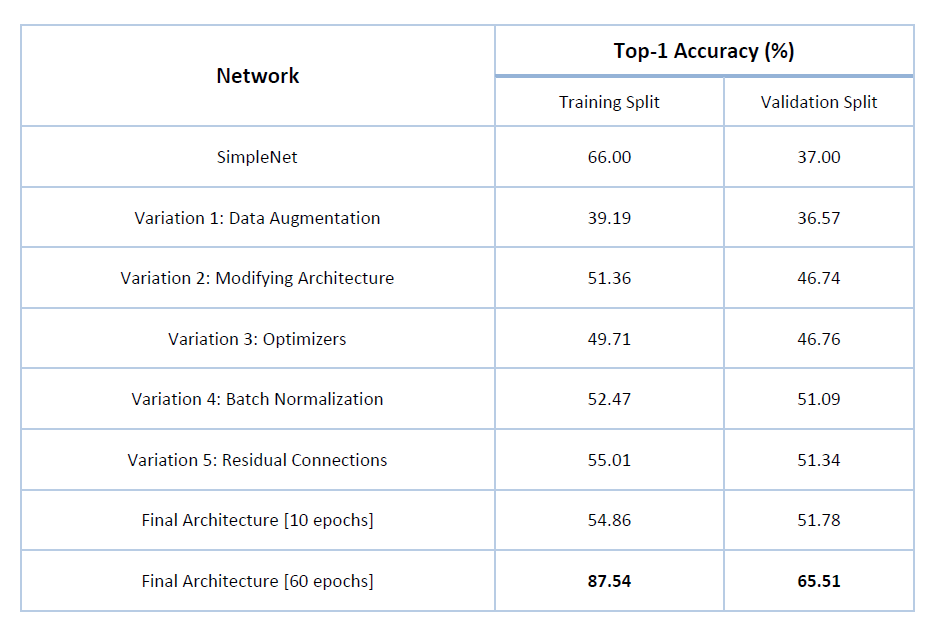 Network
Top-1 Accuracy (%)
Training Split Validation Split
SimpleNet 66.00 37.00
Variation 1: Data Augmentation 39.19 36.57
Variation 2: Modifying Architecture 51.36 46.74
Variation 3: Optimizers 49.71 46.76
Variation 4: Batch Normalization 52.47 51.09
Variation 5: Residual Connections 55.01 51.34
Final Architecture [10 epochs] 54.86 51.78
Final Architecture [60 epochs] 87.54 65.51